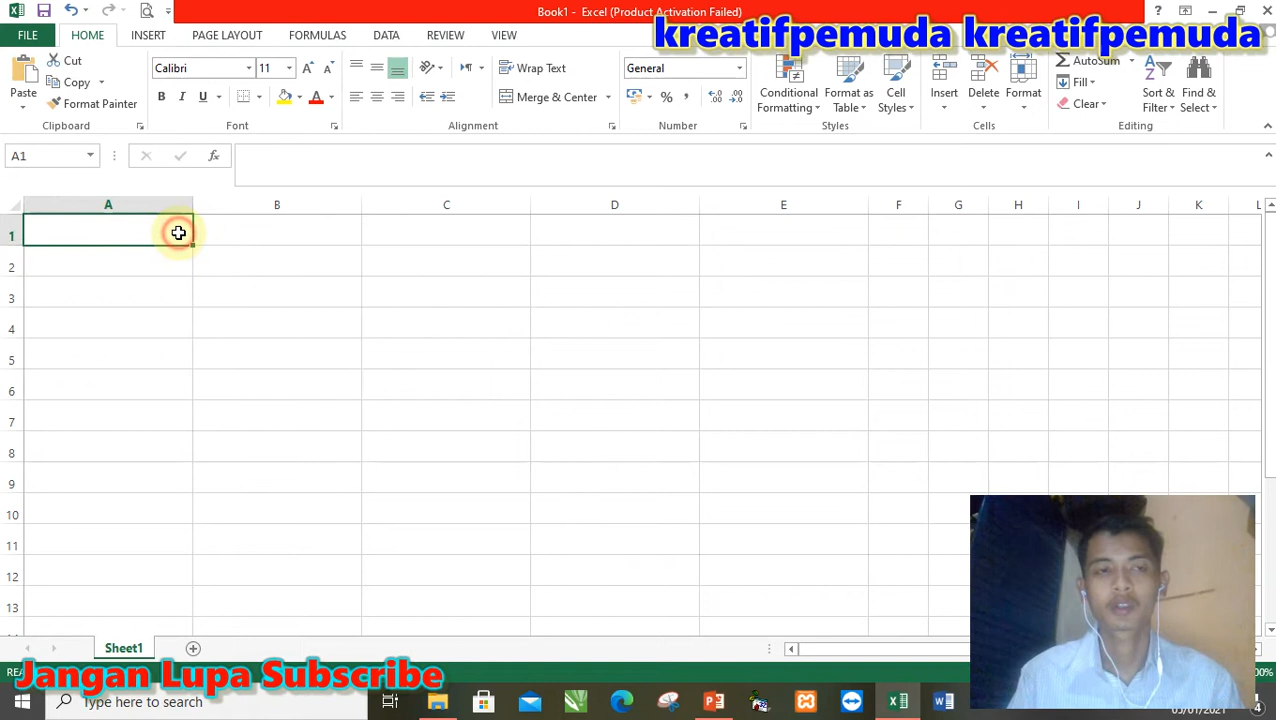 Book1 - Excel (Product Activation Failed)
kreatifpemuda kreatifpemuda
FILE HOME INSERT PAGE LAYOUT FORMULAS DATA REVIEW VIEW
Cut
Copy
Format Painter
Paste
Clipboard
Calibri 11
B I U
Font
Wrap Text
Merge & Center
Alignment
General
% ,
Number
Conditional Formatting
Format as Table
Cell Styles
Styles
Insert Delete Format
Cells
AutoSum
Fill
Clear
Sort & Filter
Find & Select
Editing
A1 fx
A B C D E F G H I J K L
1
2
3
4
5
6
7
8
9
10
11
12
13
Sheet1
Jangan Lupa Subscribe
Type here to search
4